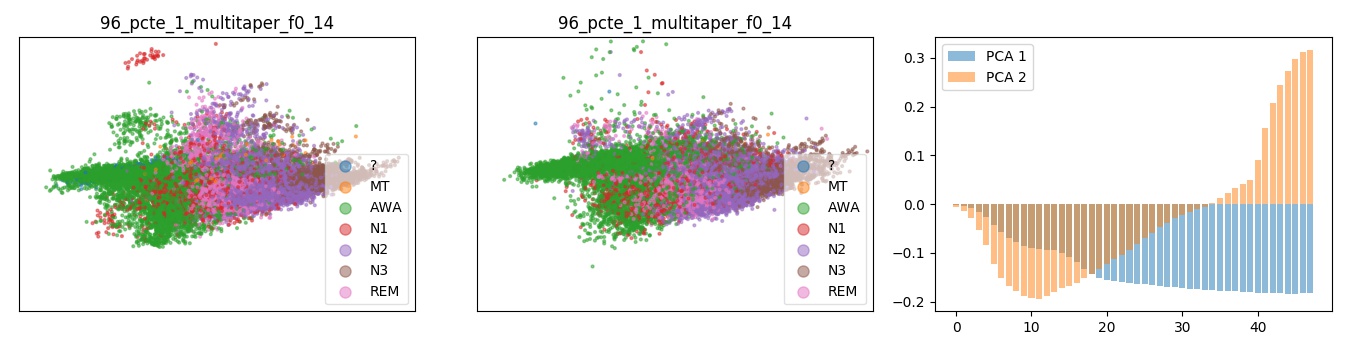 96_pcte_1_multitaper_f0_14
?
MT
AWA
N1
N2
N3
REM
96_pcte_1_multitaper_f0_14
?
MT
AWA
N1
N2
N3
REM
PCA 1
PCA 2
0.3
0.2
0.1
0.0
−0.1
−0.2
0 10 20 30 40